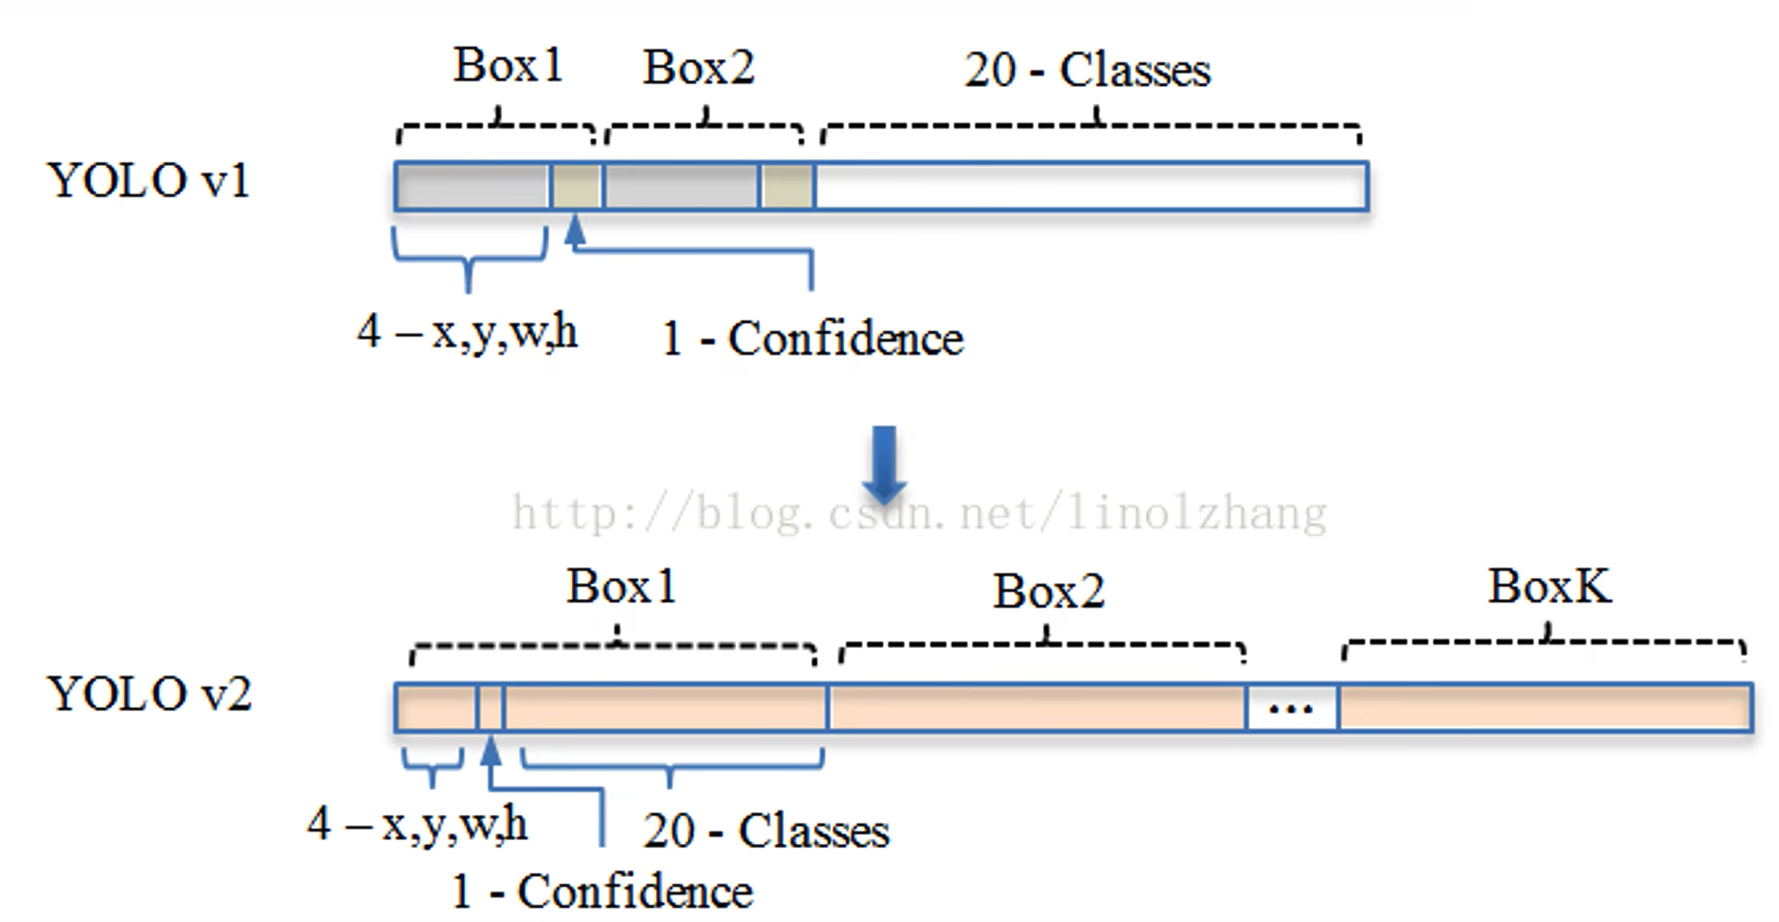 Box1 Box2 20 - Classes
YOLO v1
4 – x,y,w,h 1 - Confidence
http://blog.csdn.net/linolzhang
Box1 Box2 BoxK
YOLO v2 ...
4 – x,y,w,h 20 - Classes
1 - Confidence